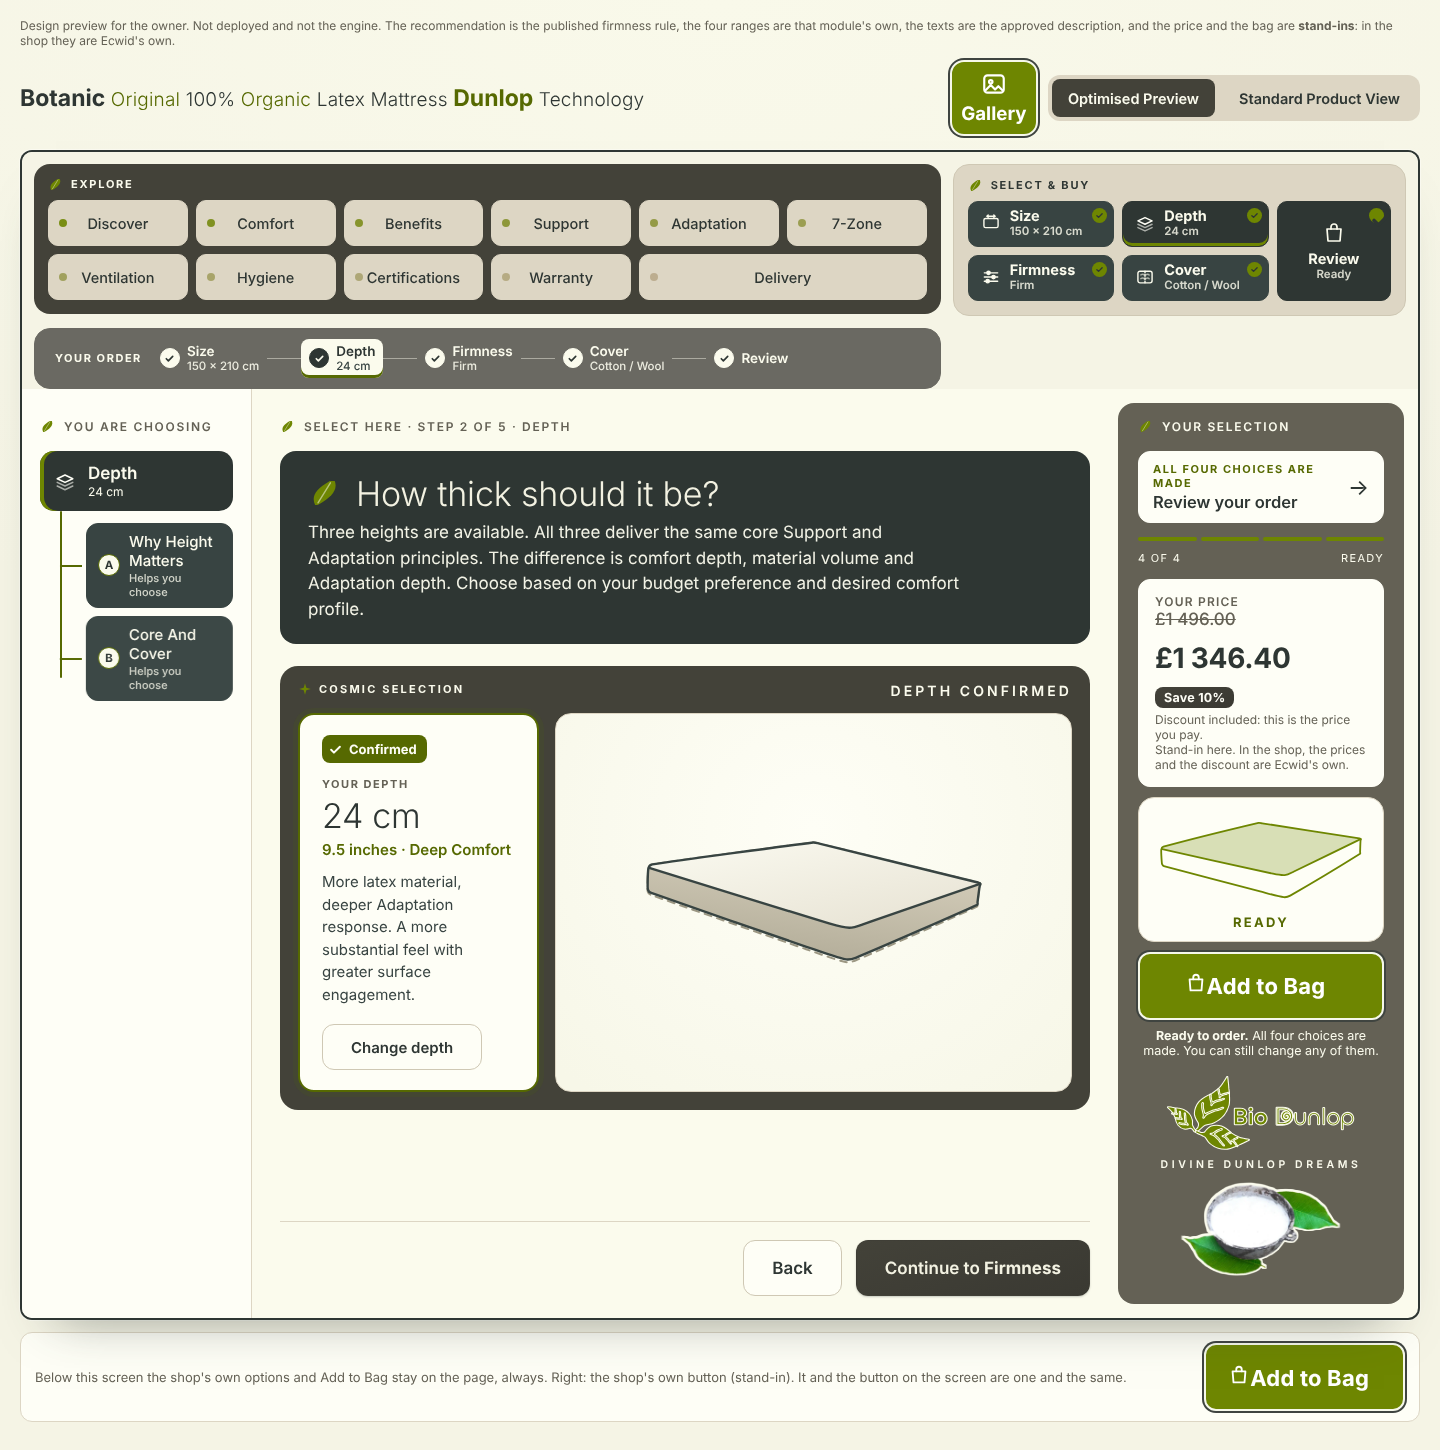 Design preview for the owner. Not deployed and not the engine. The recommendation is the published firmness rule, the four ranges are that module's own, the texts are the approved description, and the price and the bag are stand-ins: in the
shop they are Ecwid's own.
Botanic Original 100% Organic Latex Mattress Dunlop Technology
Gallery
Optimised Preview
Standard Product View
EXPLORE
Discover
Comfort
Benefits
Support
Adaptation
7-Zone
Ventilation
Hygiene
Certifications
Warranty
Delivery
SELECT & BUY
Size
150 × 210 cm
Depth
24 cm
Firmness
Firm
Cover
Cotton / Wool
Review
Ready
YOUR ORDER
Size
150 × 210 cm
Depth
24 cm
Firmness
Firm
Cover
Cotton / Wool
Review
YOU ARE CHOOSING
Depth
24 cm
A
Why Height
Matters
Helps you
choose
B
Core And
Cover
Helps you
choose
SELECT HERE · STEP 2 OF 5 · DEPTH
How thick should it be?
Three heights are available. All three deliver the same core Support and
Adaptation principles. The difference is comfort depth, material volume and
Adaptation depth. Choose based on your budget preference and desired comfort
profile.
COSMIC SELECTION
DEPTH CONFIRMED
Confirmed
YOUR DEPTH
24 cm
9.5 inches · Deep Comfort
More latex material,
deeper Adaptation
response. A more
substantial feel with
greater surface
engagement.
Change depth
Back
Continue to Firmness
YOUR SELECTION
ALL FOUR CHOICES ARE
MADE
Review your order
4 OF 4
READY
YOUR PRICE
£1 496.00
£1 346.40
Save 10%
Discount included: this is the price
you pay.
Stand-in here. In the shop, the prices
and the discount are Ecwid's own.
READY
Add to Bag
Ready to order. All four choices are
made. You can still change any of them.
Bio Dunlop
DIVINE DUNLOP DREAMS
Below this screen the shop's own options and Add to Bag stay on the page, always. Right: the shop's own button (stand-in). It and the button on the screen are one and the same.
Add to Bag